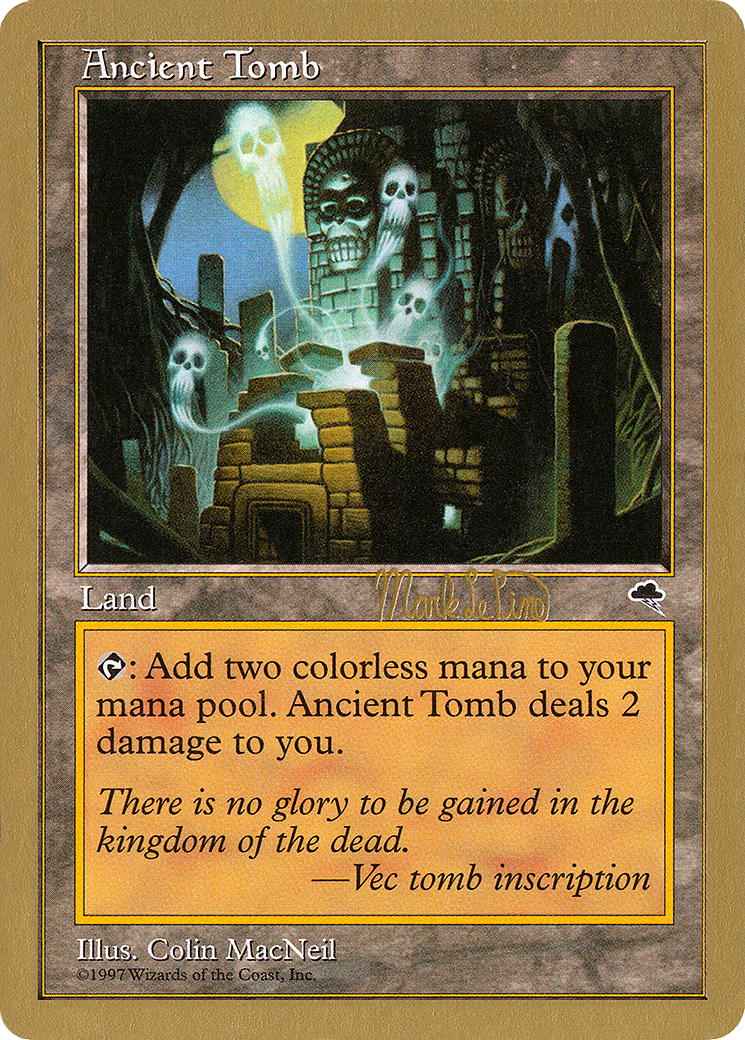 Ancient Tomb
Land
Mark Le Pine
: Add two colorless mana to your
mana pool. Ancient Tomb deals 2
damage to you.
There is no glory to be gained in the
kingdom of the dead.
—Vec tomb inscription
Illus. Colin MacNeil
©1997 Wizards of the Coast, Inc.